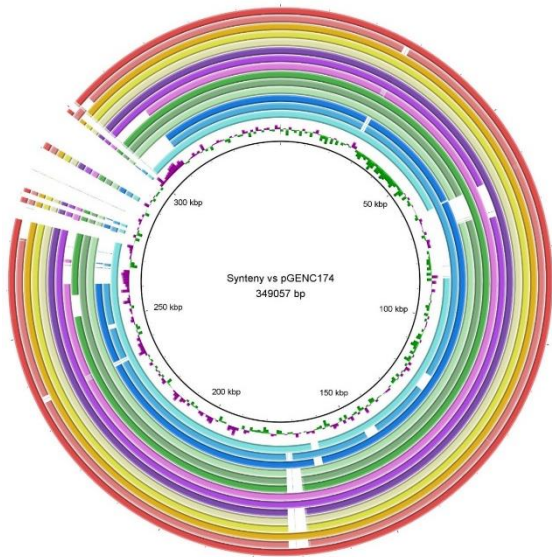 300 kbp
50 kbp
Synteny vs pGENC174
349057 bp
250 kbp
100 kbp
200 kbp
150 kbp